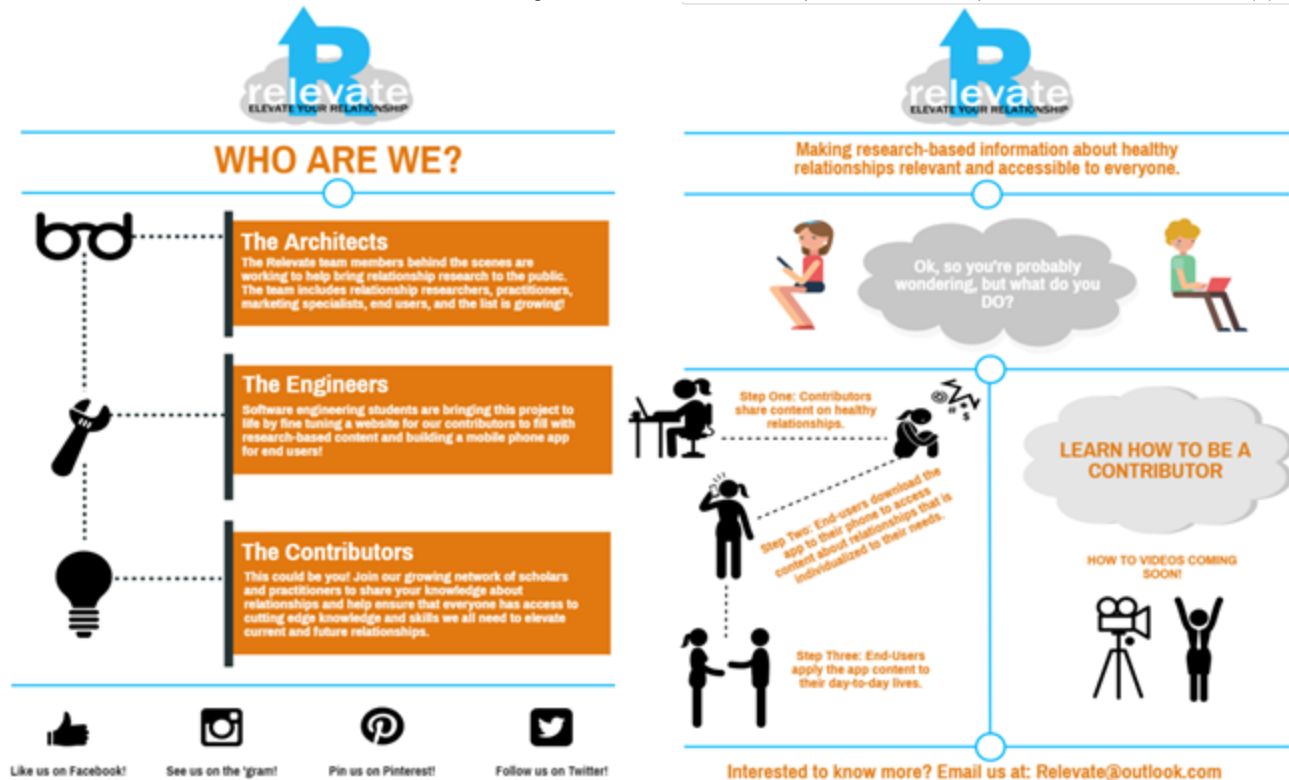 relevate
ELEVATE YOUR RELATIONSHIP
WHO ARE WE?
The Architects
The Relevate team members behind the scenes are
working to help bring relationship research to the public.
The team includes relationship researchers, practitioners,
marketing specialists, end users, and the list is growing!
The Engineers
Software engineering students are bringing this project to
life by fine tuning a website for our contributors to fill with
research-based content and building a mobile phone app
for end users!
The Contributors
This could be you! Join our growing network of scholars
and practitioners to share your knowledge about
relationships and help ensure that everyone has access to
cutting edge knowledge and skills we all need to elevate
current and future relationships.
Like us on Facebook!
See us on the 'gram!
Pin us on Pinterest!
Follow us on Twitter!
relevate
ELEVATE YOUR RELATIONSHIP
Making research-based information about healthy
relationships relevant and accessible to everyone.
Ok, so you're probably
wondering, but what do you
DO?
Step One: Contributors
share content on healthy
relationships.
Step Two: End-users download the
app to their phone to access
content about relationships that is
individualized to their needs.
Step Three: End-Users
apply the app content to
their day-to-day lives.
LEARN HOW TO BE A
CONTRIBUTOR
HOW TO VIDEOS COMING
SOON!
Interested to know more? Email us at: Relevate@outlook.com